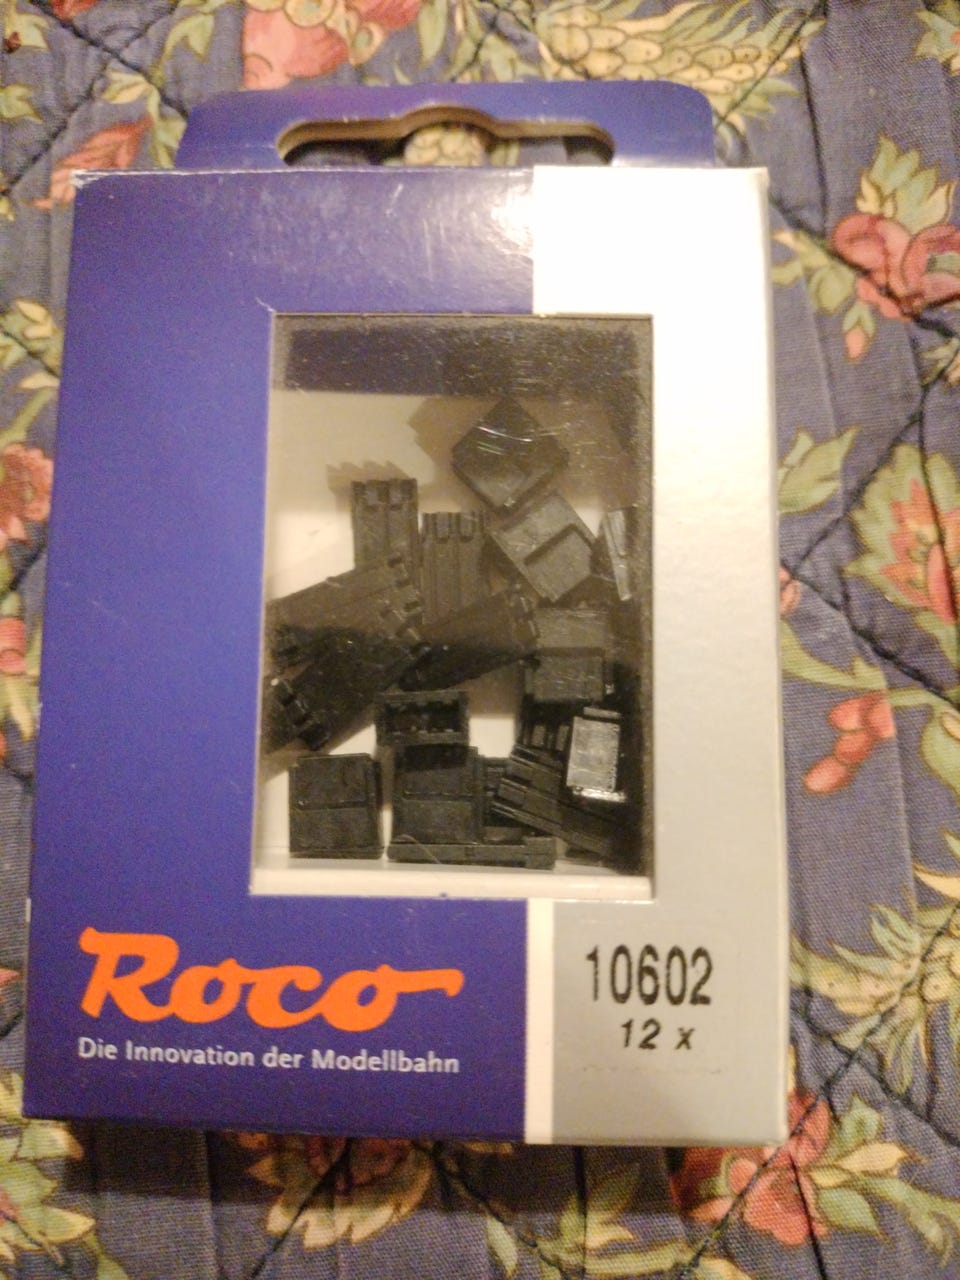 Roco
Die Innovation der Modellbahn
10602
12 x